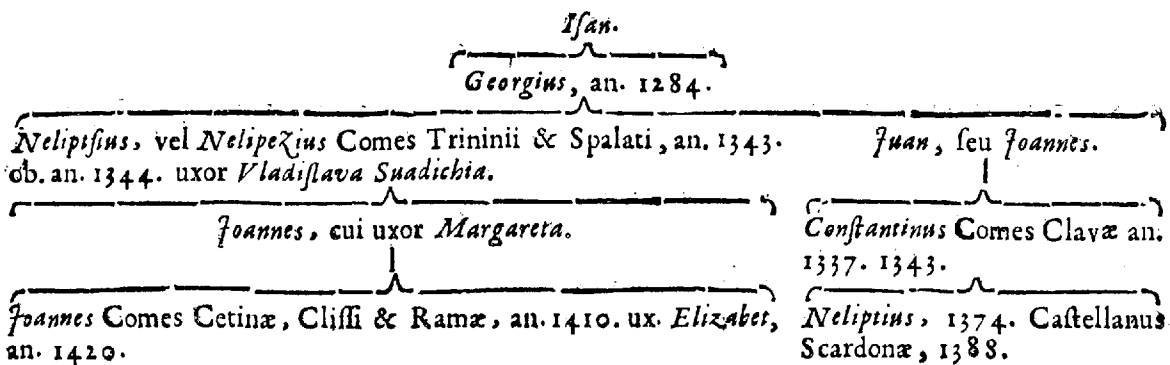 Iſan.
Georgius, an. 1284.
Neliptſius, vel Nelipeʒius Comes Trininii & Spalati, an. 1343.
ob. an. 1344. uxor Vladiſlava Suadichia.
Juan, ſeu Joannes.
Joannes, cui uxor Margareta.
Conſtantinus Comes Clavæ an.
1337. 1343.
Joannes Comes Cetinæ, Cliſſi & Ramæ, an. 1410. ux. Elizabet,
an. 1420.
Neliptius, 1374. Caſtellanus
Scardonæ, 1388.